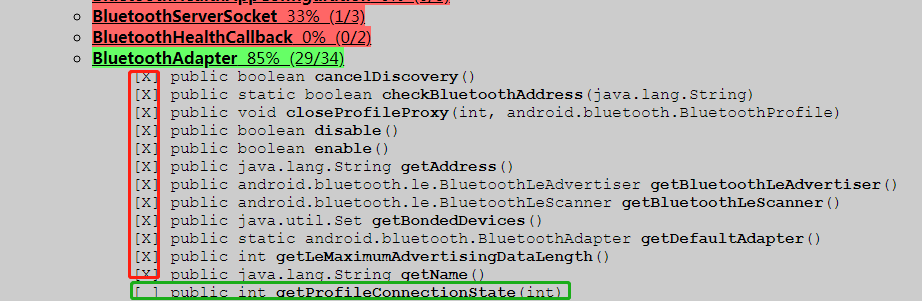 BluetoothServerSocket 33% (1/3)
BluetoothHealthCallback 0% (0/2)
BluetoothAdapter 85% (29/34)
[X] public boolean cancelDiscovery()
[X] public static boolean checkBluetoothAddress(java.lang.String)
[X] public void closeProfileProxy(int, android.bluetooth.BluetoothProfile)
[X] public boolean disable()
[X] public boolean enable()
[X] public java.lang.String getAddress()
[X] public android.bluetooth.le.BluetoothLeAdvertiser getBluetoothLeAdvertiser()
[X] public android.bluetooth.le.BluetoothLeScanner getBluetoothLeScanner()
[X] public java.util.Set getBondedDevices()
[X] public static android.bluetooth.BluetoothAdapter getDefaultAdapter()
[X] public int getLeMaximumAdvertisingDataLength()
[X] public java.lang.String getName()
[ ] public int getProfileConnectionState(int)